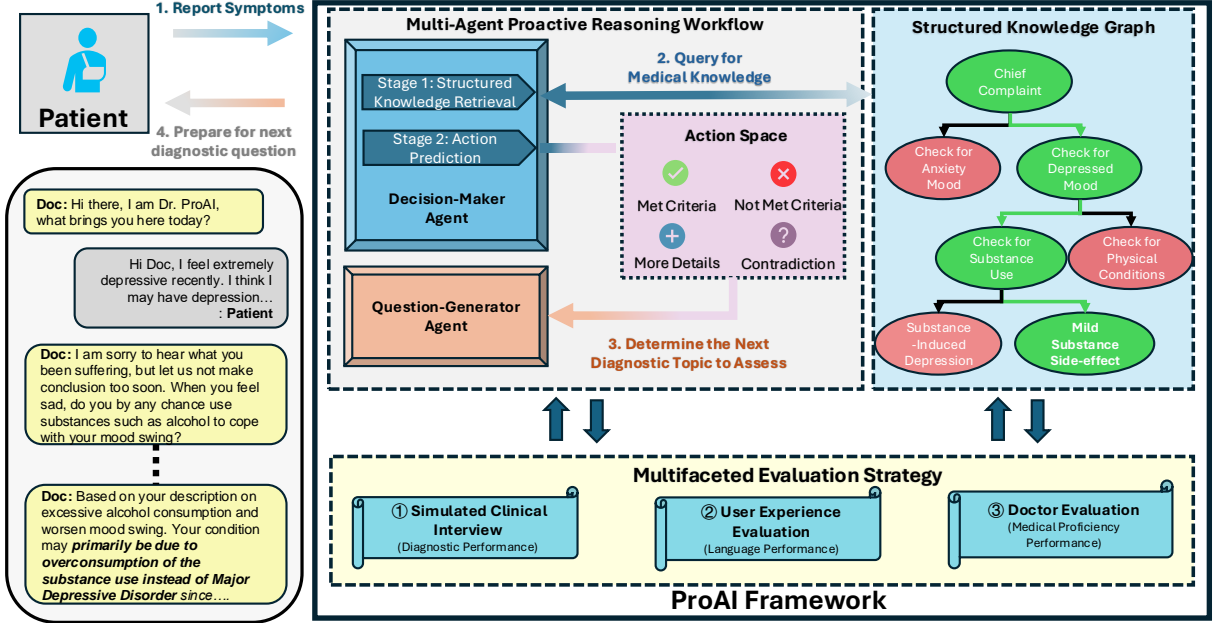 1. Report Symptoms
Patient
4. Prepare for next
diagnostic question
Doc: Hi there, I am Dr. ProAI,
what brings you here today?
Hi Doc, I feel extremely
depressive recently. I think I
may have depression…
: Patient
Doc: I am sorry to hear what you
been suffering, but let us not make
conclusion too soon. When you feel
sad, do you by any chance use
substances such as alcohol to cope
with your mood swing?
Doc: Based on your description on
excessive alcohol consumption and
worsen mood swing. Your condition
may primarily be due to
overconsumption of the
substance use instead of Major
Depressive Disorder since….
Multi-Agent Proactive Reasoning Workflow
Stage 1: Structured
Knowledge Retrieval
Stage 2: Action
Prediction
Decision-Maker
Agent
2. Query for
Medical Knowledge
Action Space
Met Criteria
Not Met Criteria
More Details
Contradiction
Question-Generator
Agent
3. Determine the Next
Diagnostic Topic to Assess
Structured Knowledge Graph
Chief
Complaint
Check for
Anxiety
Mood
Check for
Depressed
Mood
Check for
Substance
Use
Check for
Physical
Conditions
Substance
-Induced
Depression
Mild
Substance
Side-effect
Multifaceted Evaluation Strategy
① Simulated Clinical
Interview
(Diagnostic Performance)
② User Experience
Evaluation
(Language Performance)
③ Doctor Evaluation
(Medical Proficiency
Performance)
ProAI Framework